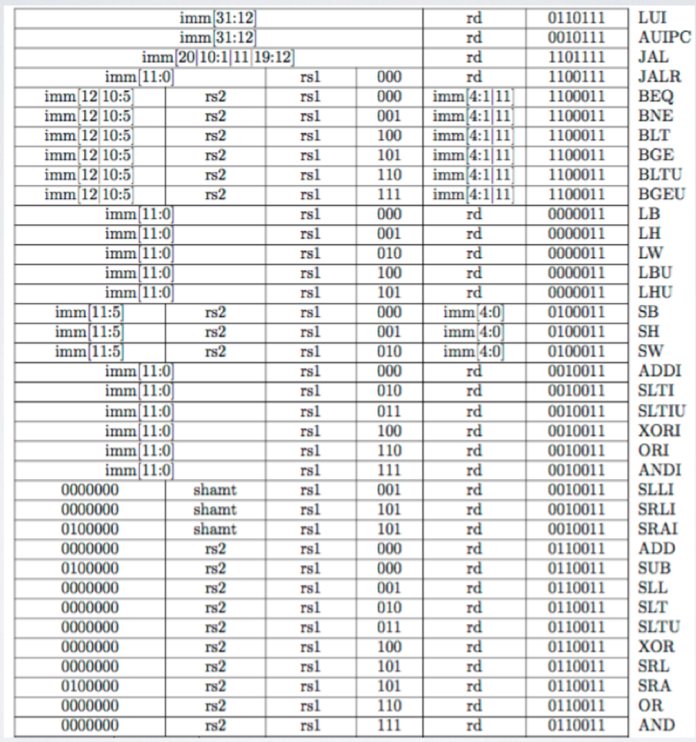 imm[31:12] rd 0110111 LUI
imm[31:12] rd 0010111 AUIPC
imm[20|10:1|11|19:12] rd 1101111 JAL
imm[11:0] rs1 000 rd 1100111 JALR
imm[12|10:5] rs2 rs1 000 imm[4:1|11] 1100011 BEQ
imm[12|10:5] rs2 rs1 001 imm[4:1|11] 1100011 BNE
imm[12|10:5] rs2 rs1 100 imm[4:1|11] 1100011 BLT
imm[12|10:5] rs2 rs1 101 imm[4:1|11] 1100011 BGE
imm[12|10:5] rs2 rs1 110 imm[4:1|11] 1100011 BLTU
imm[12|10:5] rs2 rs1 111 imm[4:1|11] 1100011 BGEU
imm[11:0] rs1 000 rd 0000011 LB
imm[11:0] rs1 001 rd 0000011 LH
imm[11:0] rs1 010 rd 0000011 LW
imm[11:0] rs1 100 rd 0000011 LBU
imm[11:0] rs1 101 rd 0000011 LHU
imm[11:5] rs2 rs1 000 imm[4:0] 0100011 SB
imm[11:5] rs2 rs1 001 imm[4:0] 0100011 SH
imm[11:5] rs2 rs1 010 imm[4:0] 0100011 SW
imm[11:0] rs1 000 rd 0010011 ADDI
imm[11:0] rs1 010 rd 0010011 SLTI
imm[11:0] rs1 011 rd 0010011 SLTIU
imm[11:0] rs1 100 rd 0010011 XORI
imm[11:0] rs1 110 rd 0010011 ORI
imm[11:0] rs1 111 rd 0010011 ANDI
0000000 shamt rs1 001 rd 0010011 SLLI
0000000 shamt rs1 101 rd 0010011 SRLI
0100000 shamt rs1 101 rd 0010011 SRAI
0000000 rs2 rs1 000 rd 0110011 ADD
0100000 rs2 rs1 000 rd 0110011 SUB
0000000 rs2 rs1 001 rd 0110011 SLL
0000000 rs2 rs1 010 rd 0110011 SLT
0000000 rs2 rs1 011 rd 0110011 SLTU
0000000 rs2 rs1 100 rd 0110011 XOR
0000000 rs2 rs1 101 rd 0110011 SRL
0100000 rs2 rs1 101 rd 0110011 SRA
0000000 rs2 rs1 110 rd 0110011 OR
0000000 rs2 rs1 111 rd 0110011 AND